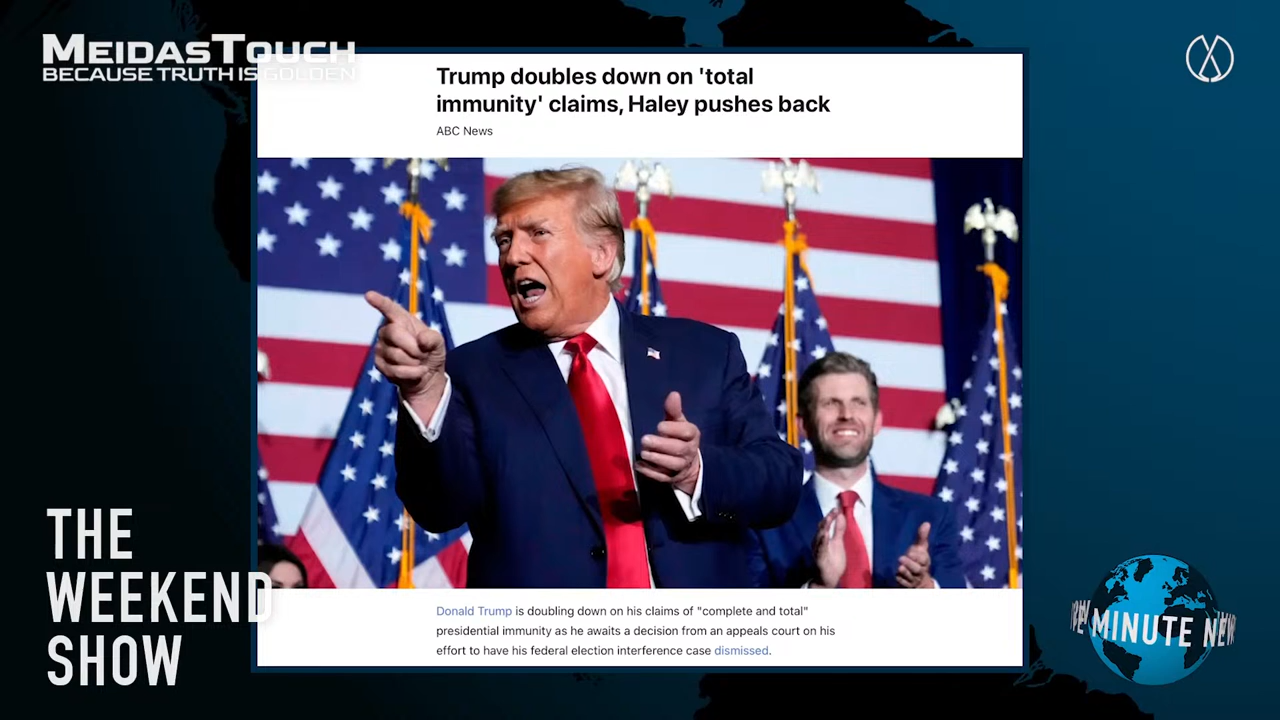 MEIDASTOUCH
BECAUSE TRUTH IS GOLDEN
Trump doubles down on 'total
immunity' claims, Haley pushes back
ABC News
THE
WEEKEND
SHOW
Donald Trump is doubling down on his claims of "complete and total"
presidential immunity as he awaits a decision from an appeals court on his
effort to have his federal election interference case dismissed.
MINUTE NEW